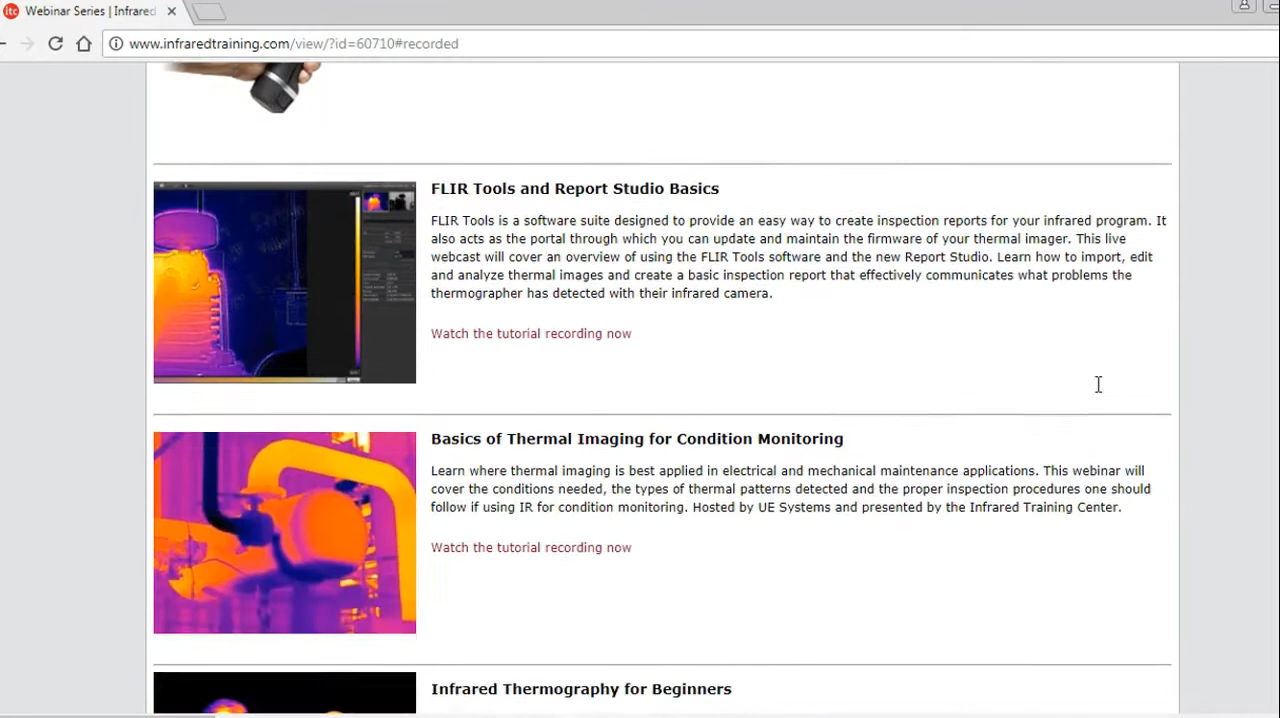 itc Webinar Series | Infrared
www.infraredtraining.com/view/?id=60710#recorded
FLIR Tools and Report Studio Basics
FLIR Tools is a software suite designed to provide an easy way to create inspection reports for your infrared program. It
also acts as the portal through which you can update and maintain the firmware of your thermal imager. This live
webcast will cover an overview of using the FLIR Tools software and the new Report Studio. Learn how to import, edit
and analyze thermal images and create a basic inspection report that effectively communicates what problems the
thermographer has detected with their infrared camera.
Watch the tutorial recording now
Basics of Thermal Imaging for Condition Monitoring
Learn where thermal imaging is best applied in electrical and mechanical maintenance applications. This webinar will
cover the conditions needed, the types of thermal patterns detected and the proper inspection procedures one should
follow if using IR for condition monitoring. Hosted by UE Systems and presented by the Infrared Training Center.
Watch the tutorial recording now
Infrared Thermography for Beginners